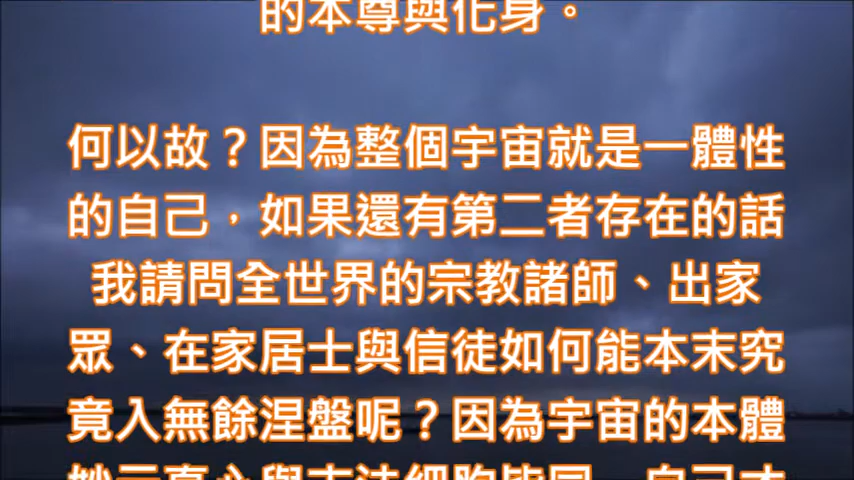 的本尊與化身。
何以故？因為整個宇宙就是一體性
的自己，如果還有第二者存在的話
我請問全世界的宗教諸師、出家
眾、在家居士與信徒如何能本末究
竟入無餘涅盤呢？因為宇宙的本體